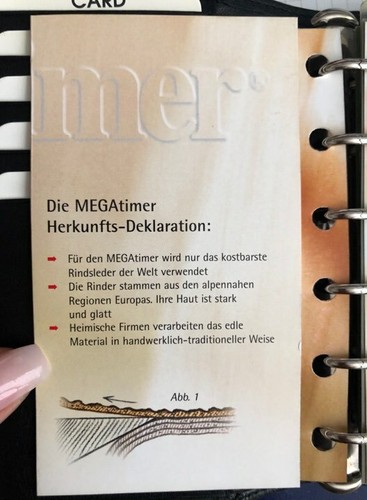 CARD
mer®
Die MEGAtimer
Herkunfts-Deklaration:
➡ Für den MEGAtimer wird nur das kostbarste
Rindsleder der Welt verwendet
➡ Die Rinder stammen aus den alpennahen
Regionen Europas. Ihre Haut ist stark
und glatt
➡ Heimische Firmen verarbeiten das edle
Material in handwerklich-traditioneller Weise
Abb. 1